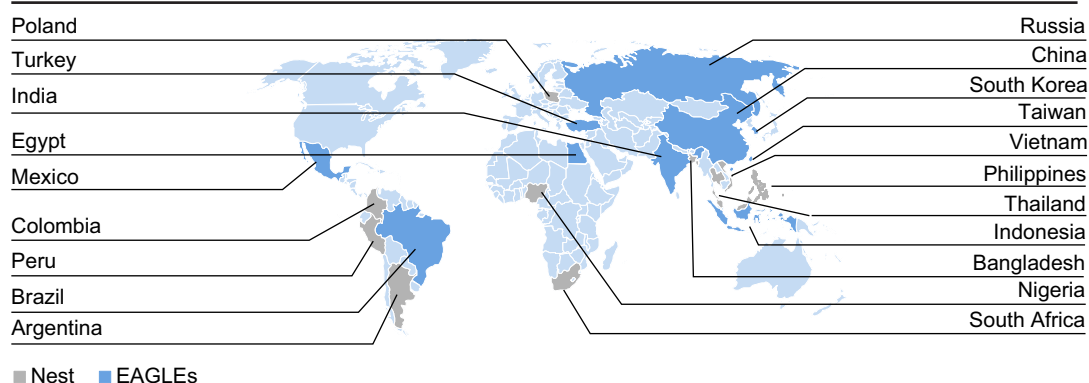 Poland
Turkey
India
Egypt
Mexico
Colombia
Peru
Brazil
Argentina
Russia
China
South Korea
Taiwan
Vietnam
Philippines
Thailand
Indonesia
Bangladesh
Nigeria
South Africa
Nest EAGLEs